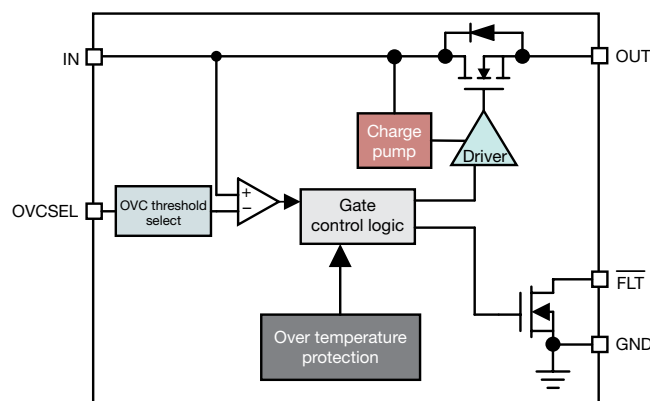 IN
OUT
Charge
pump
Driver
OVCSEL
OVC threshold
select
+
−
Gate
control logic
Over temperature
protection
FLT
GND